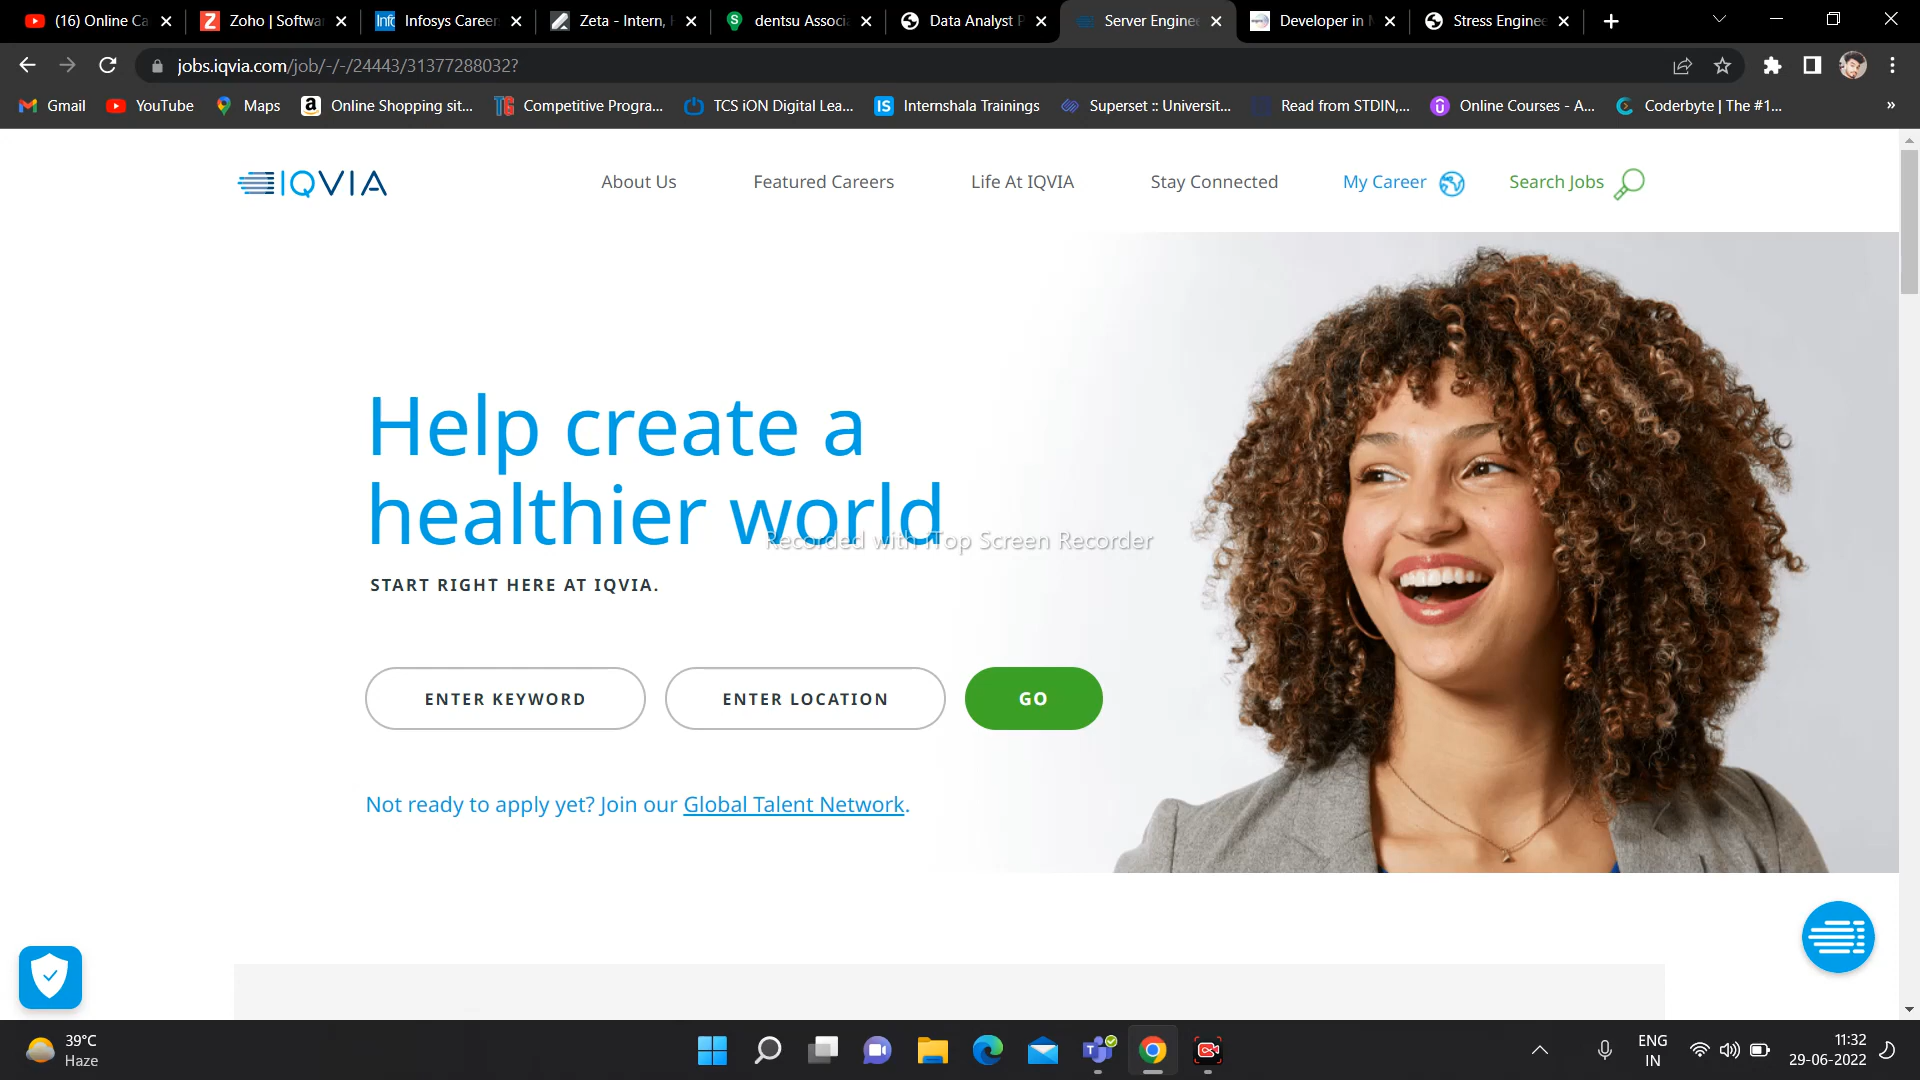 (16) Online Ca
Zoho | Softwa
Infosys Career
Zeta - Intern,
dentsu Associ
Data Analyst
Server Engine
Developer in
Stress Enginee
jobs.iqvia.com/job/-/-/24443/31377288032?
Gmail
YouTube
Maps
Online Shopping sit...
Competitive Progra...
TCS iON Digital Lea...
Internshala Trainings
Superset :: Universit...
Read from STDIN,...
Online Courses - A...
Coderbyte | The #1...
»
IQVIA
About Us
Featured Careers
Life At IQVIA
Stay Connected
My Career
Search Jobs
Help create a
healthier world
Recorded with iTop Screen Recorder
START RIGHT HERE AT IQVIA.
ENTER KEYWORD
ENTER LOCATION
GO
Not ready to apply yet? Join our Global Talent Network.
39°C
Haze
ENG
IN
11:32
29-06-2022